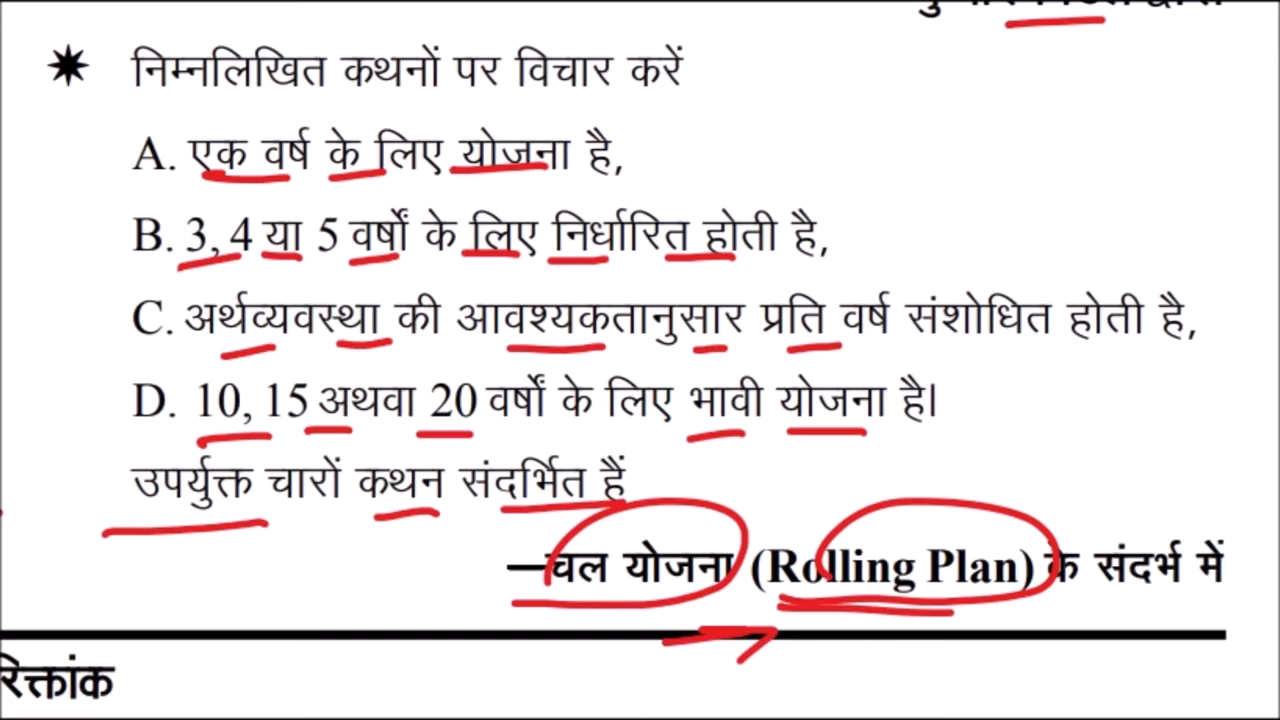 ✷ निम्नलिखित कथनों पर विचार करें
A. एक वर्ष के लिए योजना है,
B. 3, 4 या 5 वर्षों के लिए निर्धारित होती है,
C. अर्थव्यवस्था की आवश्यकतानुसार प्रति वर्ष संशोधित होती है,
D. 10, 15 अथवा 20 वर्षों के लिए भावी योजना है।
उपर्युक्त चारों कथन संदर्भित हैं
—चल योजना (Rolling Plan) के संदर्भ में
रिक्तांक